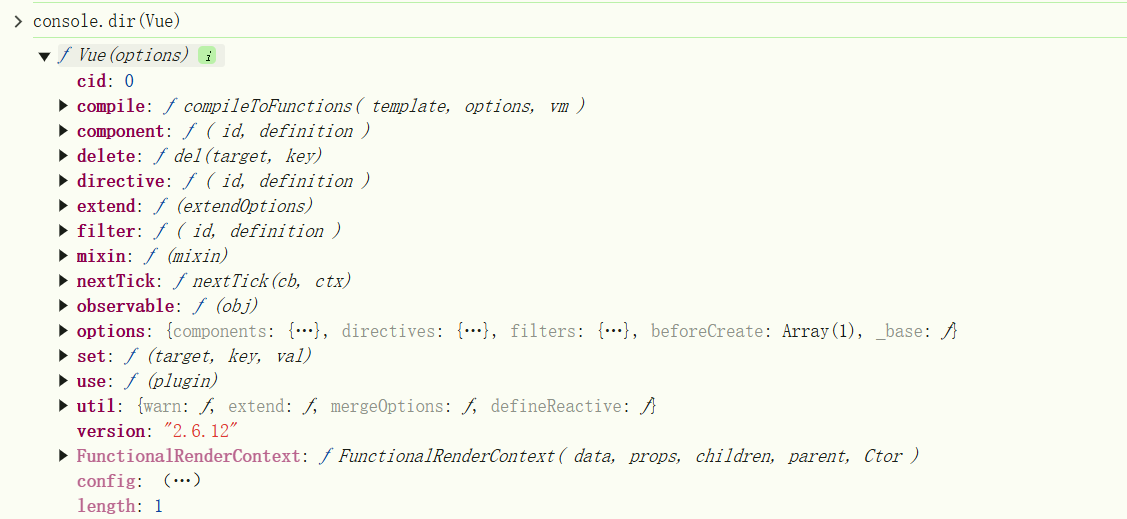 console.dir(Vue)
ƒ Vue(options) i
cid: 0
compile: ƒ compileToFunctions( template, options, vm )
component: ƒ ( id, definition )
delete: ƒ del(target, key)
directive: ƒ ( id, definition )
extend: ƒ (extendOptions)
filter: ƒ ( id, definition )
mixin: ƒ (mixin)
nextTick: ƒ nextTick(cb, ctx)
observable: ƒ (obj)
options: {components: {…}, directives: {…}, filters: {…}, beforeCreate: Array(1), _base: ƒ}
set: ƒ (target, key, val)
use: ƒ (plugin)
util: {warn: ƒ, extend: ƒ, mergeOptions: ƒ, defineReactive: ƒ}
version: "2.6.12"
FunctionalRenderContext: ƒ FunctionalRenderContext( data, props, children, parent, Ctor )
config: (…)
length: 1